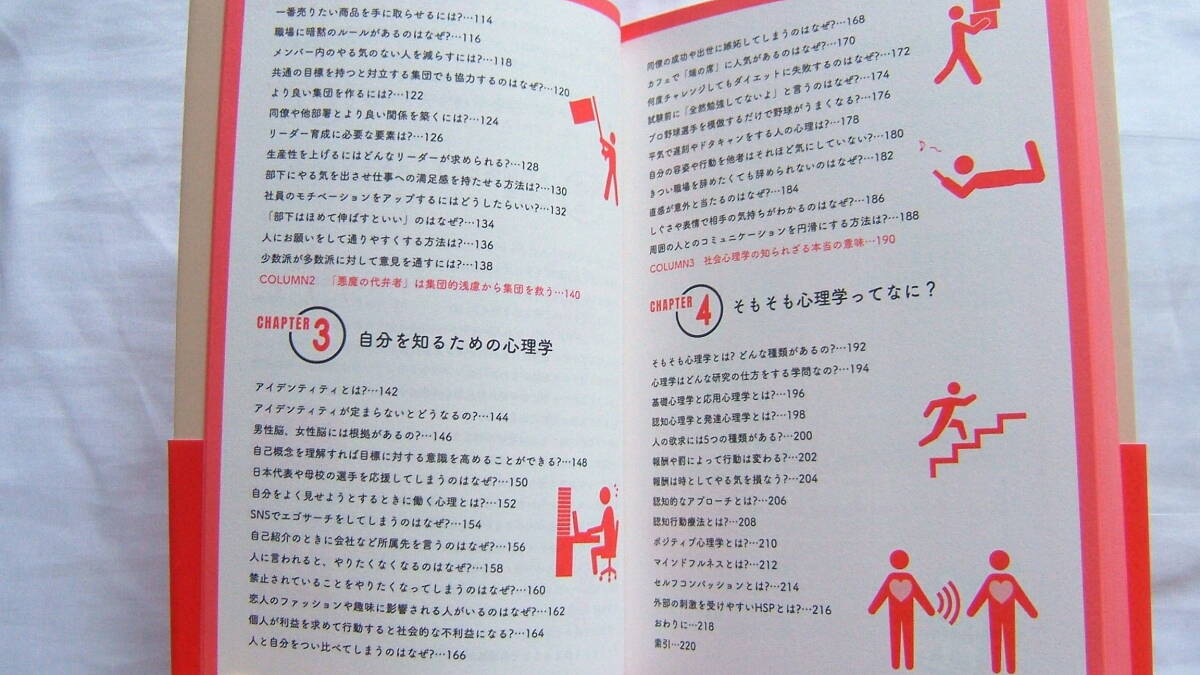 一番売りたい商品を手に取らせるには?…114
職場に暗黙のルールがあるのはなぜ?…116
メンバー内のやる気のない人を減らすには?…118
共通の目標を持つと対立する集団でも協力するのはなぜ?…120
より良い集団を作るには?…122
同僚や他部署とより良い関係を築くには?…124
リーダー育成に必要な要素は?…126
生産性を上げるにはどんなリーダーが求められる?…128
部下にやる気を出させ仕事への満足感を持たせる方法は?…130
社員のモチベーションをアップするにはどうしたらいい?…132
「部下はほめて伸ばすといい」のはなぜ?…134
人にお願いをして通りやすくする方法は?…136
少数派が多数派に対して意見を通すには?…138
COLUMN2 「悪魔の代弁者」は集団的浅慮から集団を救う…140
CHAPTER 3 自分を知るための心理学
アイデンティティとは?…142
アイデンティティが定まらないとどうなるの?…144
男性脳、女性脳には根拠があるの?…146
自己概念を理解すれば目標に対する意識を高めることができる?…148
日本代表や母校の選手を応援してしまうのはなぜ?…150
自分をよく見せようとするときに働く心理とは?…152
SNSでエゴサーチをしてしまうのはなぜ?…154
自己紹介のときに会社など所属先を言うのはなぜ?…156
人に言われると、やりたくなくなるのはなぜ?…158
禁止されていることをやりたくなってしまうのはなぜ?…160
恋人のファッションや趣味に影響される人がいるのはなぜ?…162
個人が利益を求めて行動すると社会的な不利益になる?…164
人と自分をつい比べてしまうのはなぜ?…166
同僚の成功や出世に嫉妬してしまうのはなぜ?…168
カフェで「端の席」に人気があるのはなぜ?…170
何度チャレンジしてもダイエットに失敗するのはなぜ?…172
試験前に「全然勉強してないよ」と言うのはなぜ?…174
プロ野球選手を模倣するだけで野球がうまくなる?…176
平気で遅刻やドタキャンをする人の心理は?…178
自分の容姿や行動を他者はそれほど気にしていない?…180
きつい職場を辞めたくても辞められないのはなぜ?…182
直感が意外と当たるのはなぜ?…184
しぐさや表情で相手の気持ちがわかるのはなぜ?…186
周囲の人とのコミュニケーションを円滑にする方法は?…188
COLUMN3 社会心理学の知られざる本当の意味…190
CHAPTER 4 そもそも心理学ってなに?
そもそも心理学とは? どんな種類があるの?…192
心理学はどんな研究の仕方をする学問なの?…194
基礎心理学と応用心理学とは?…196
認知心理学と発達心理学とは?…198
人の欲求には5つの種類がある?…200
報酬や罰によって行動は変わる?…202
報酬は時としてやる気を損なう?…204
認知的なアプローチとは?…206
認知行動療法とは?…208
ポジティブ心理学とは?…210
マインドフルネスとは?…212
セルフコンパッションとは?…214
外部の刺激を受けやすいHSPとは?…216
おわりに…218
索引…220